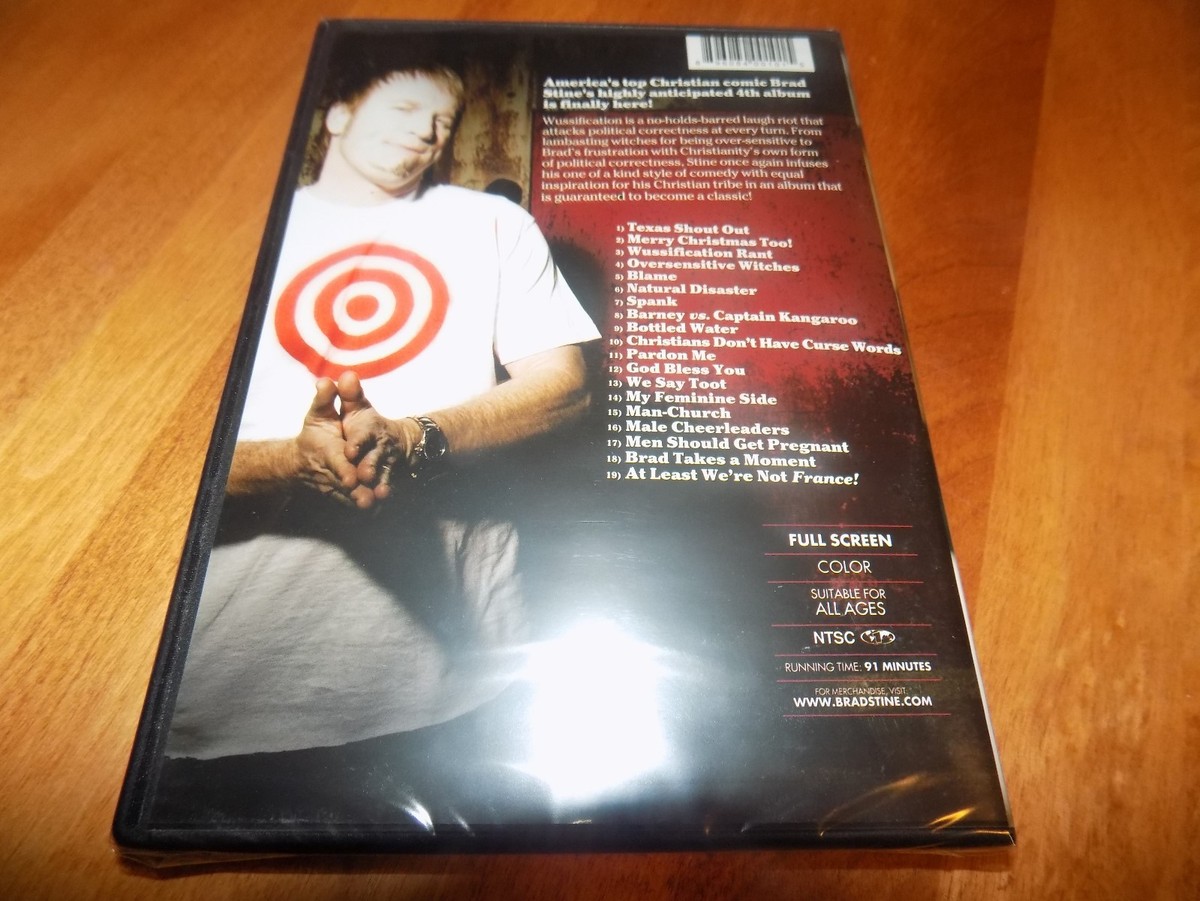 America's top Christian comic Brad
Stine's highly anticipated 4th album
is finally here!
Wussification is a no-holds-barred laugh riot that
attacks political correctness at every turn. From
lambasting witches for being over-sensitive to
Brad's frustration with Christianity's own form
of political correctness, Stine once again infuses
his one of a kind style of comedy with equal
inspiration for his Christian tribe in an album that
is guaranteed to become a classic!
1) Texas Shout Out
2) Merry Christmas Too!
3) Wussification Rant
4) Oversensitive Witches
5) Blame
6) Natural Disaster
7) Spank
8) Barney vs. Captain Kangaroo
9) Bottled Water
10) Christians Don't Have Curse Words
11) Pardon Me
12) God Bless You
13) We Say Toot
14) My Feminine Side
15) Man-Church
16) Male Cheerleaders
17) Men Should Get Pregnant
18) Brad Takes a Moment
19) At Least We're Not France!
FULL SCREEN
COLOR
SUITABLE FOR
ALL AGES
NTSC
RUNNING TIME: 91 MINUTES
FOR MERCHANDISE, VISIT
WWW.BRADSTINE.COM